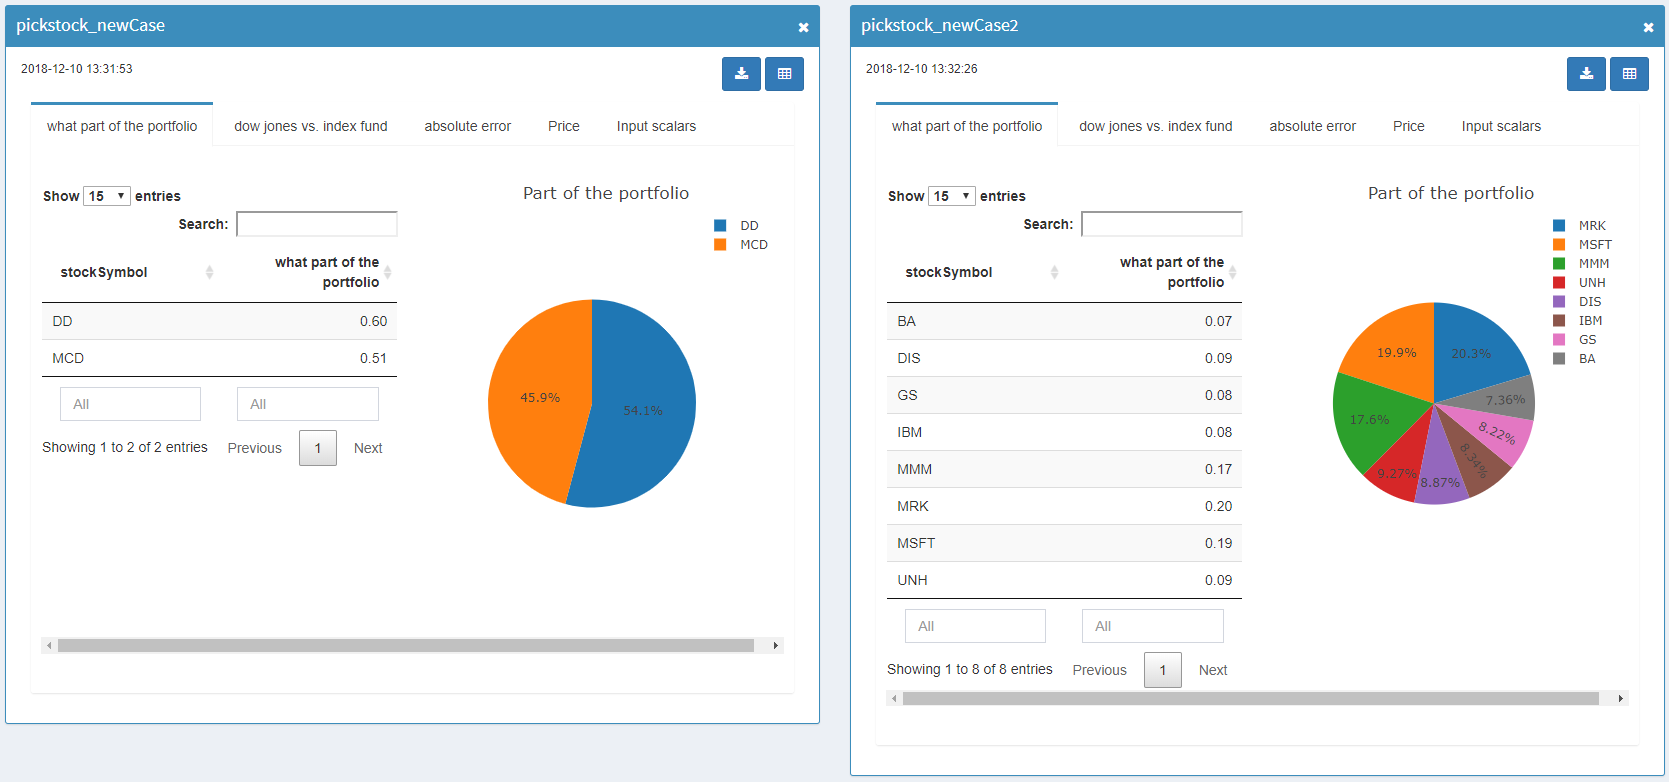 pickstock_newCase
2018-12-10 13:31:53
what part of the portfolio dow jones vs. index fund absolute error Price Input scalars
Show 15 entries
Search:
stockSymbol what part of the portfolio
DD 0.60
MCD 0.51
All All
Showing 1 to 2 of 2 entries Previous 1 Next
Part of the portfolio
DD
MCD
45.9%
54.1%
pickstock_newCase2
2018-12-10 13:32:26
what part of the portfolio dow jones vs. index fund absolute error Price Input scalars
Show 15 entries
Search:
stockSymbol what part of the portfolio
BA 0.07
DIS 0.09
GS 0.08
IBM 0.08
MMM 0.17
MRK 0.20
MSFT 0.19
UNH 0.09
All All
Showing 1 to 8 of 8 entries Previous 1 Next
Part of the portfolio
MRK
MSFT
MMM
UNH
DIS
IBM
GS
BA
19.9%
20.3%
7.36%
17.6%
8.22%
8.34%
9.27%
8.87%